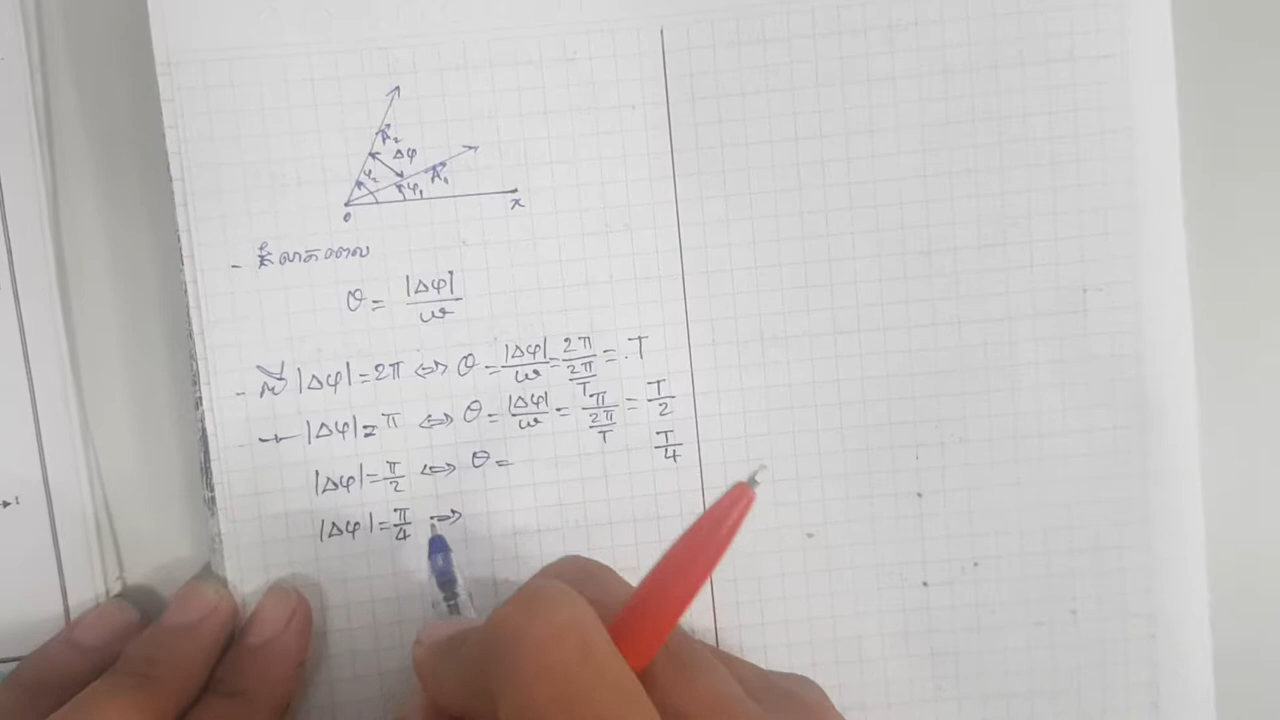 A₂
Δφ
φ₂
A₁
φ₁
o
x
θ = |Δφ| / ω
|Δφ| = 2π ⇔ θ = |Δφ|/ω = 2π/(2π/T) = T
|Δφ| = π ⇔ θ = |Δφ|/ω = π/(2π/T) = T/2
|Δφ| = π/2 ⇔ θ = T/4
|Δφ| = π/4 ⇒